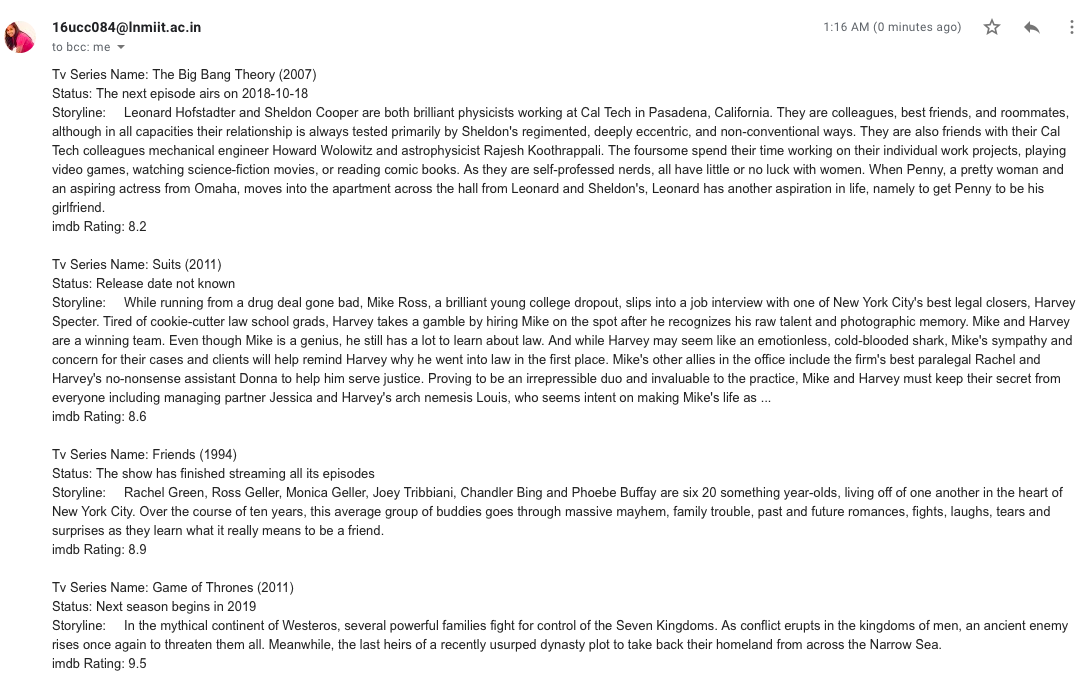 16ucc084@lnmiit.ac.in
1:16 AM (0 minutes ago)
to bcc: me
Tv Series Name: The Big Bang Theory (2007)
Status: The next episode airs on 2018-10-18
Storyline: Leonard Hofstadter and Sheldon Cooper are both brilliant physicists working at Cal Tech in Pasadena, California. They are colleagues, best friends, and roommates,
although in all capacities their relationship is always tested primarily by Sheldon's regimented, deeply eccentric, and non-conventional ways. They are also friends with their Cal
Tech colleagues mechanical engineer Howard Wolowitz and astrophysicist Rajesh Koothrappali. The foursome spend their time working on their individual work projects, playing
video games, watching science-fiction movies, or reading comic books. As they are self-professed nerds, all have little or no luck with women. When Penny, a pretty woman and
an aspiring actress from Omaha, moves into the apartment across the hall from Leonard and Sheldon's, Leonard has another aspiration in life, namely to get Penny to be his
girlfriend.
imdb Rating: 8.2
Tv Series Name: Suits (2011)
Status: Release date not known
Storyline: While running from a drug deal gone bad, Mike Ross, a brilliant young college dropout, slips into a job interview with one of New York City's best legal closers, Harvey
Specter. Tired of cookie-cutter law school grads, Harvey takes a gamble by hiring Mike on the spot after he recognizes his raw talent and photographic memory. Mike and Harvey
are a winning team. Even though Mike is a genius, he still has a lot to learn about law. And while Harvey may seem like an emotionless, cold-blooded shark, Mike's sympathy and
concern for their cases and clients will help remind Harvey why he went into law in the first place. Mike's other allies in the office include the firm's best paralegal Rachel and
Harvey's no-nonsense assistant Donna to help him serve justice. Proving to be an irrepressible duo and invaluable to the practice, Mike and Harvey must keep their secret from
everyone including managing partner Jessica and Harvey's arch nemesis Louis, who seems intent on making Mike's life as ...
imdb Rating: 8.6
Tv Series Name: Friends (1994)
Status: The show has finished streaming all its episodes
Storyline: Rachel Green, Ross Geller, Monica Geller, Joey Tribbiani, Chandler Bing and Phoebe Buffay are six 20 something year-olds, living off of one another in the heart of
New York City. Over the course of ten years, this average group of buddies goes through massive mayhem, family trouble, past and future romances, fights, laughs, tears and
surprises as they learn what it really means to be a friend.
imdb Rating: 8.9
Tv Series Name: Game of Thrones (2011)
Status: Next season begins in 2019
Storyline: In the mythical continent of Westeros, several powerful families fight for control of the Seven Kingdoms. As conflict erupts in the kingdoms of men, an ancient enemy
rises once again to threaten them all. Meanwhile, the last heirs of a recently usurped dynasty plot to take back their homeland from across the Narrow Sea.
imdb Rating: 9.5